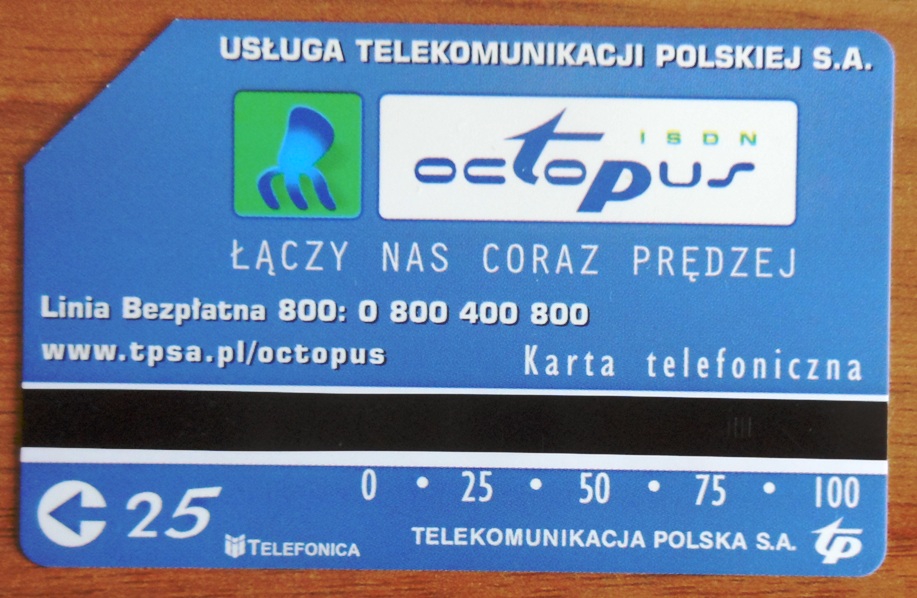 USŁUGA TELEKOMUNIKACJI POLSKIEJ S.A.
ISDN
octopus
ŁĄCZY NAS CORAZ PRĘDZEJ
Linia Bezpłatna 800: 0 800 400 800
www.tpsa.pl/octopus
Karta telefoniczna
0 • 25 • 50 • 75 • 100
25
TELEFONICA
TELEKOMUNIKACJA POLSKA S.A. tp